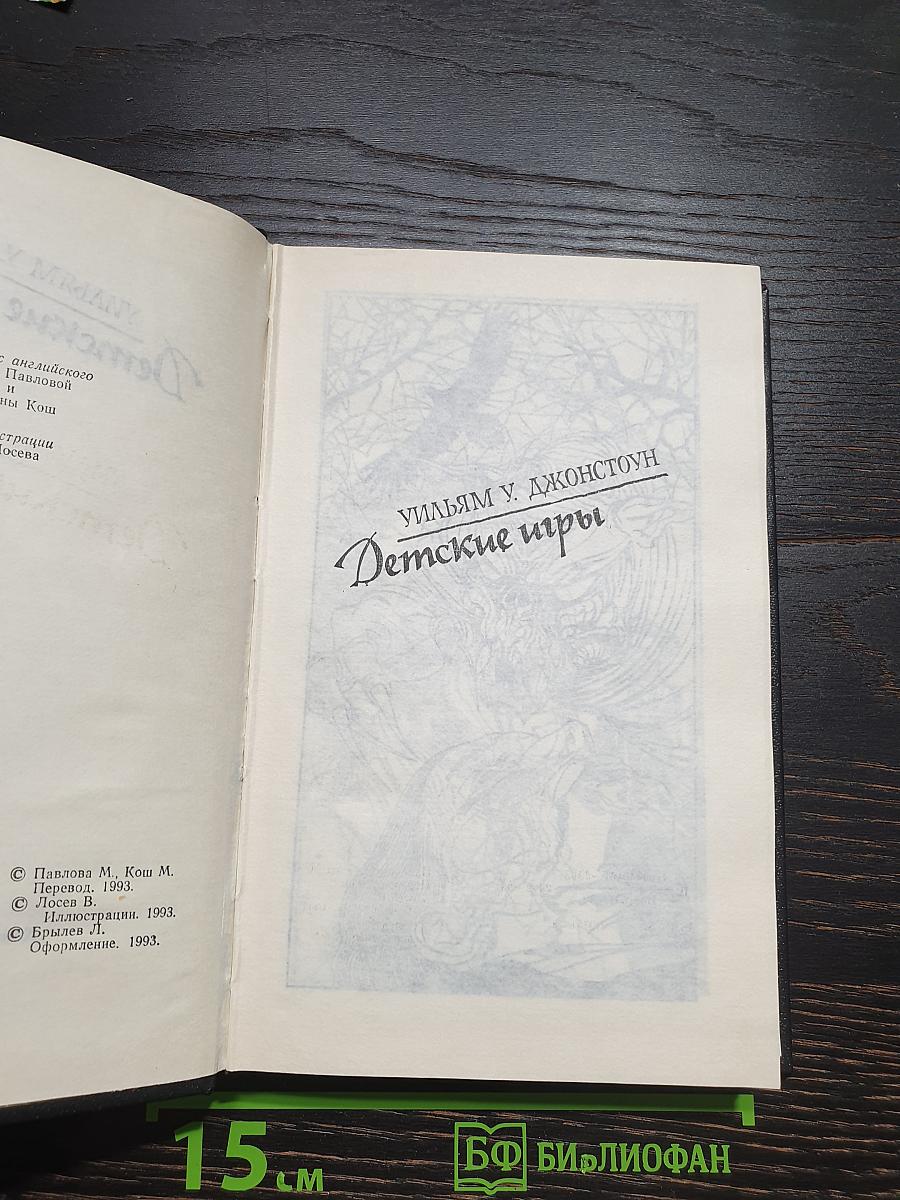 с английского
Павловой
и
ны Кош
страции
Лосева
© Павлова М., Кош М.
Перевод. 1993.
© Лосев В.
Иллюстрации. 1993.
© Брылев Л.
Оформление. 1993.
УИЛЬЯМ У. ДЖОНСТОУН
Детские игры
15 см
БФ БИБЛИОФАН